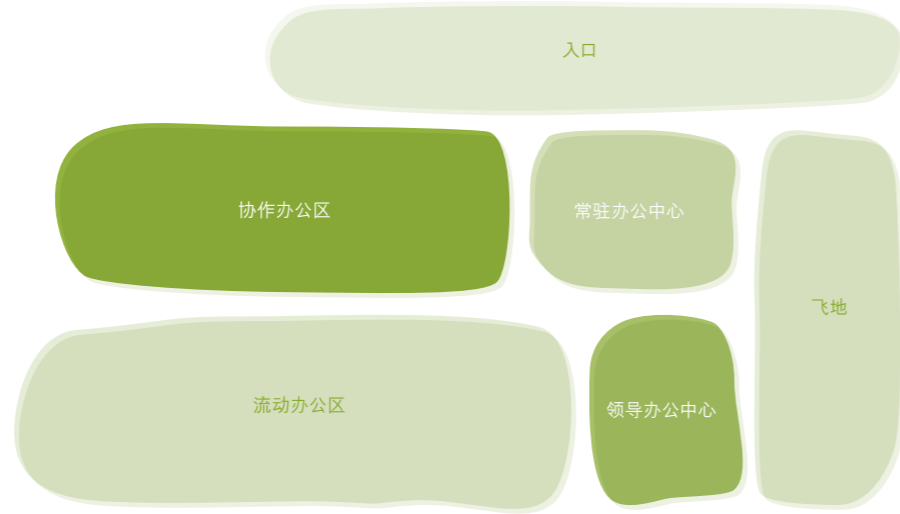 入口
协作办公区
常驻办公中心
飞地
流动办公区
领导办公中心